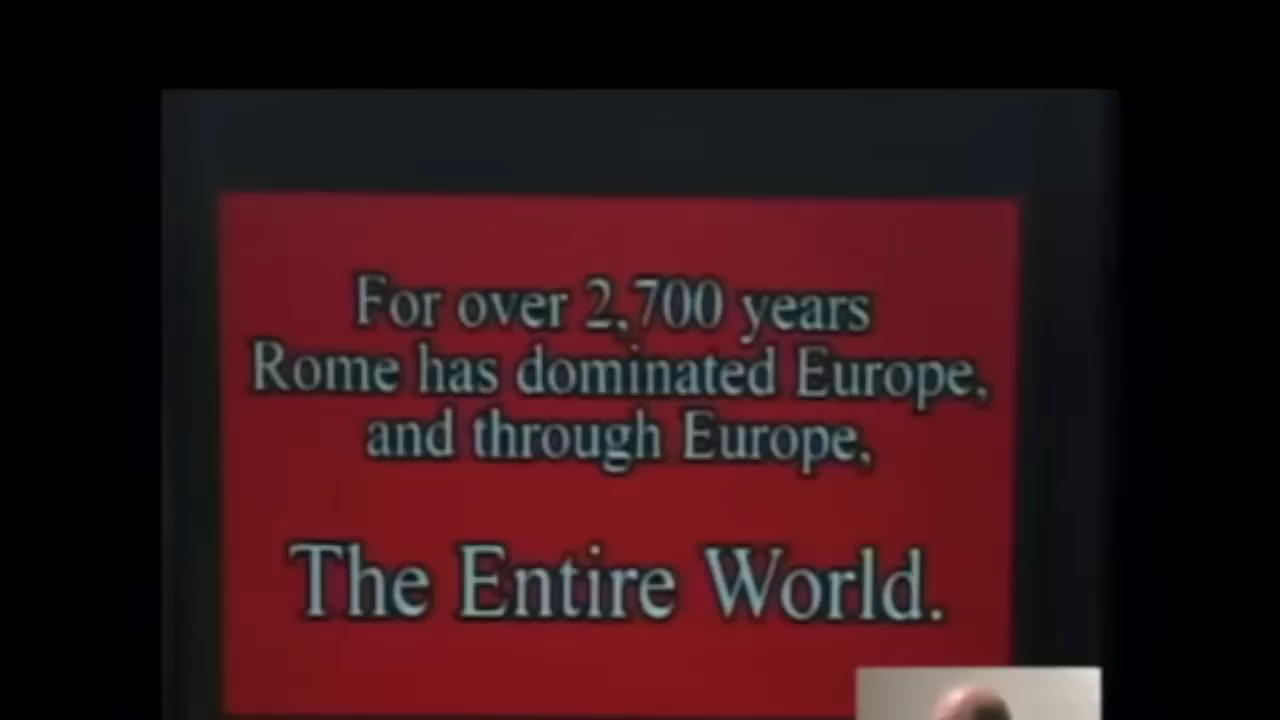 For over 2,700 years
Rome has dominated Europe,
and through Europe,
The Entire World.